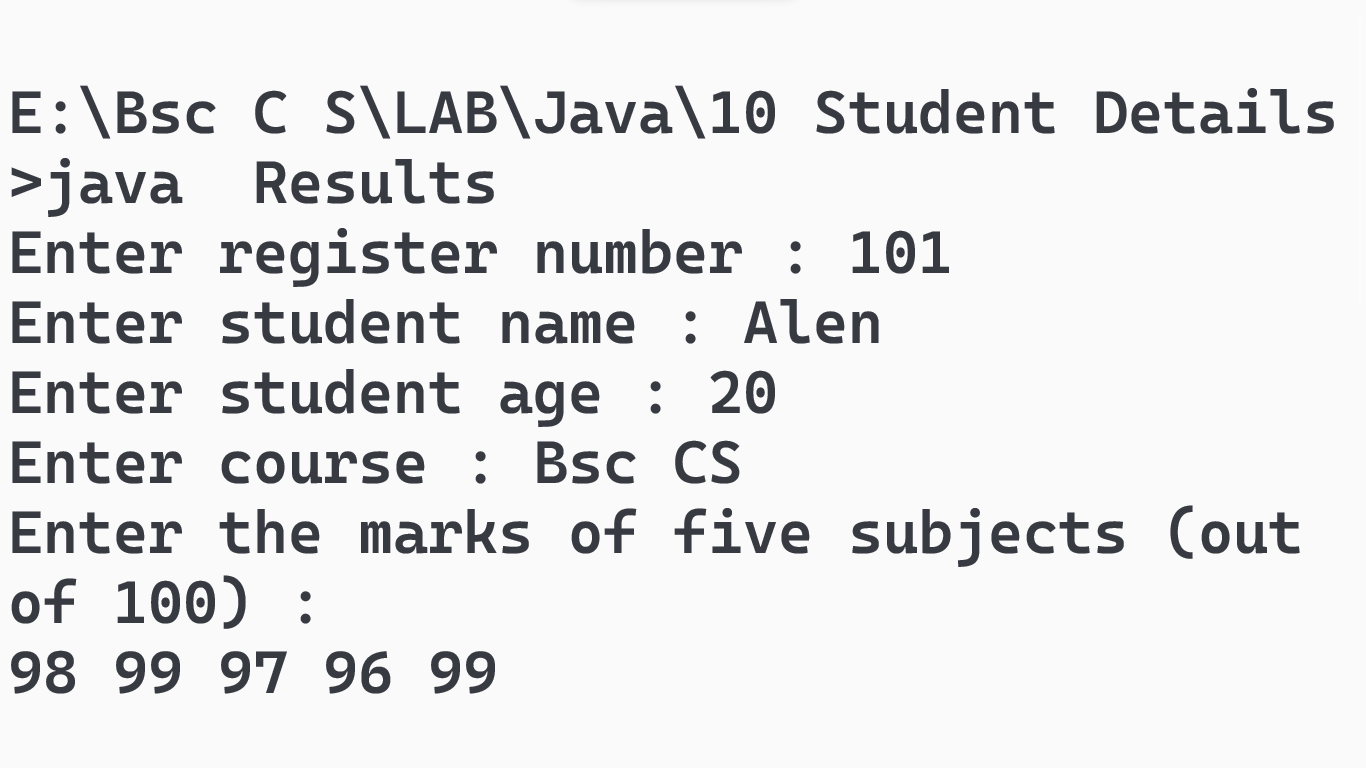 E:\Bsc C S\LAB\Java\10 Student Details
>java  Results
Enter register number : 101
Enter student name : Alen
Enter student age : 20
Enter course : Bsc CS
Enter the marks of five subjects (out
of 100) :
98 99 97 96 99